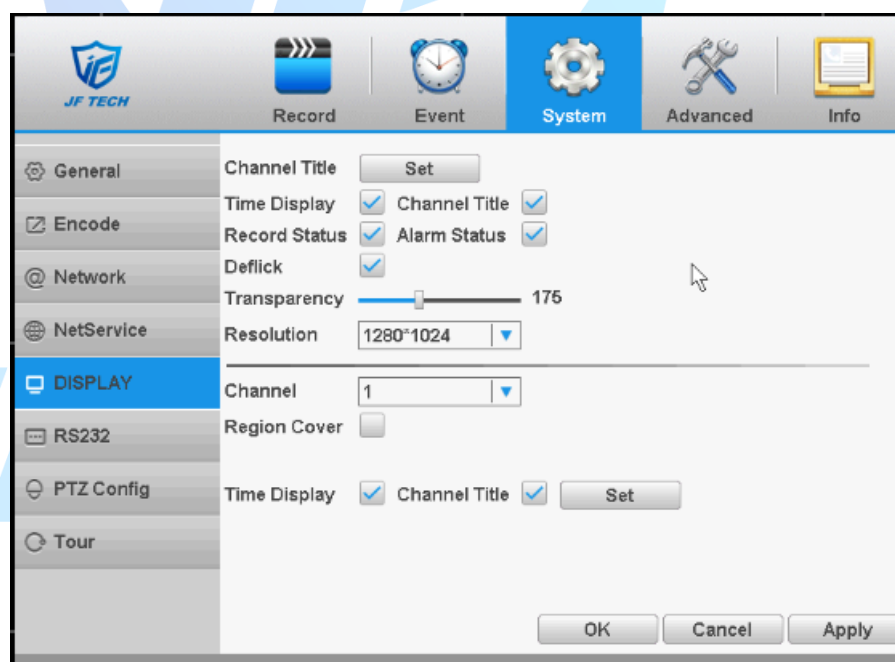 JF TECH
Record Event System Advanced Info
General
Encode
Network
NetService
DISPLAY
RS232
PTZ Config
Tour
Channel Title Set
Time Display Channel Title
Record Status Alarm Status
Deflick
Transparency 175
Resolution 1280*1024
Channel 1
Region Cover
Time Display Channel Title Set
OK Cancel Apply